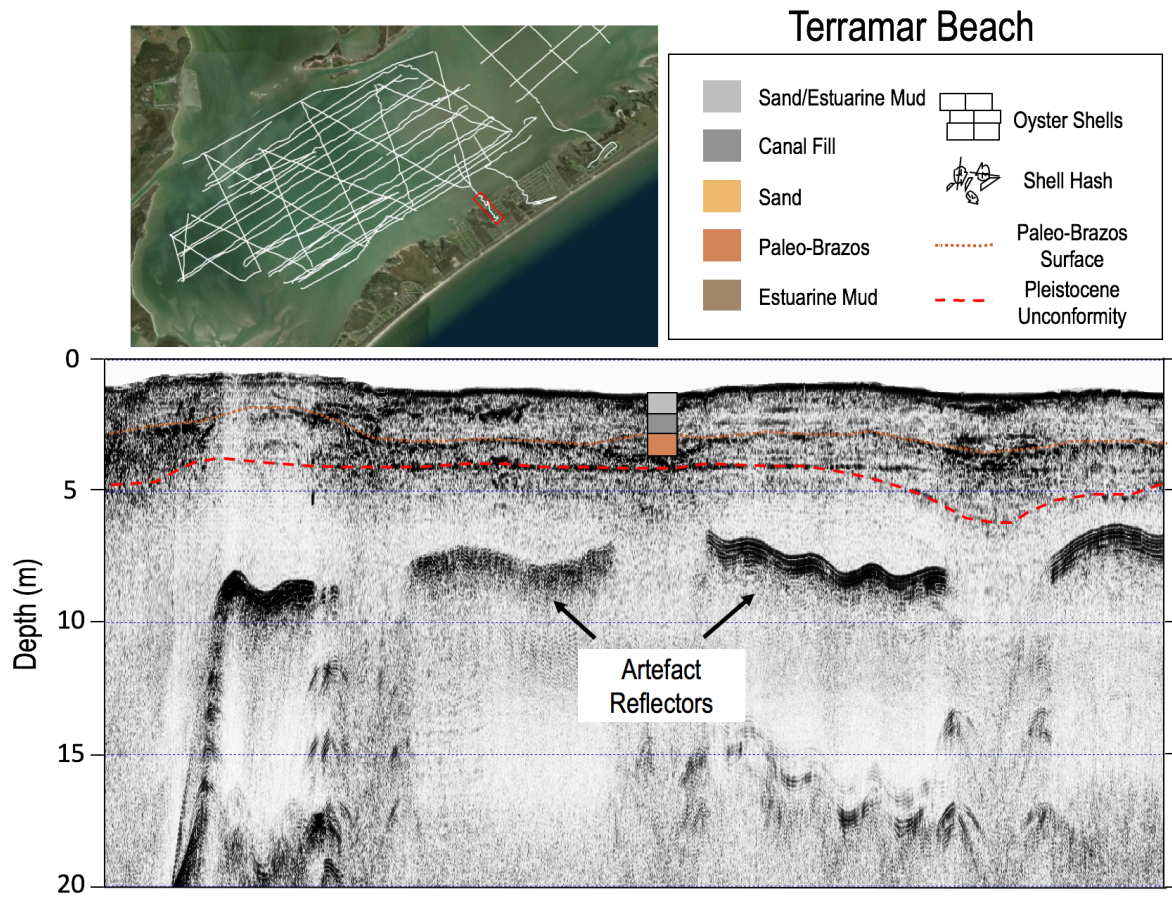 Terramar Beach
Sand/Estuarine Mud
Canal Fill
Sand
Paleo-Brazos
Estuarine Mud
Oyster Shells
Shell Hash
Paleo-Brazos
Surface
Pleistocene
Unconformity
0
5
10
15
20
Depth (m)
Artefact
Reflectors